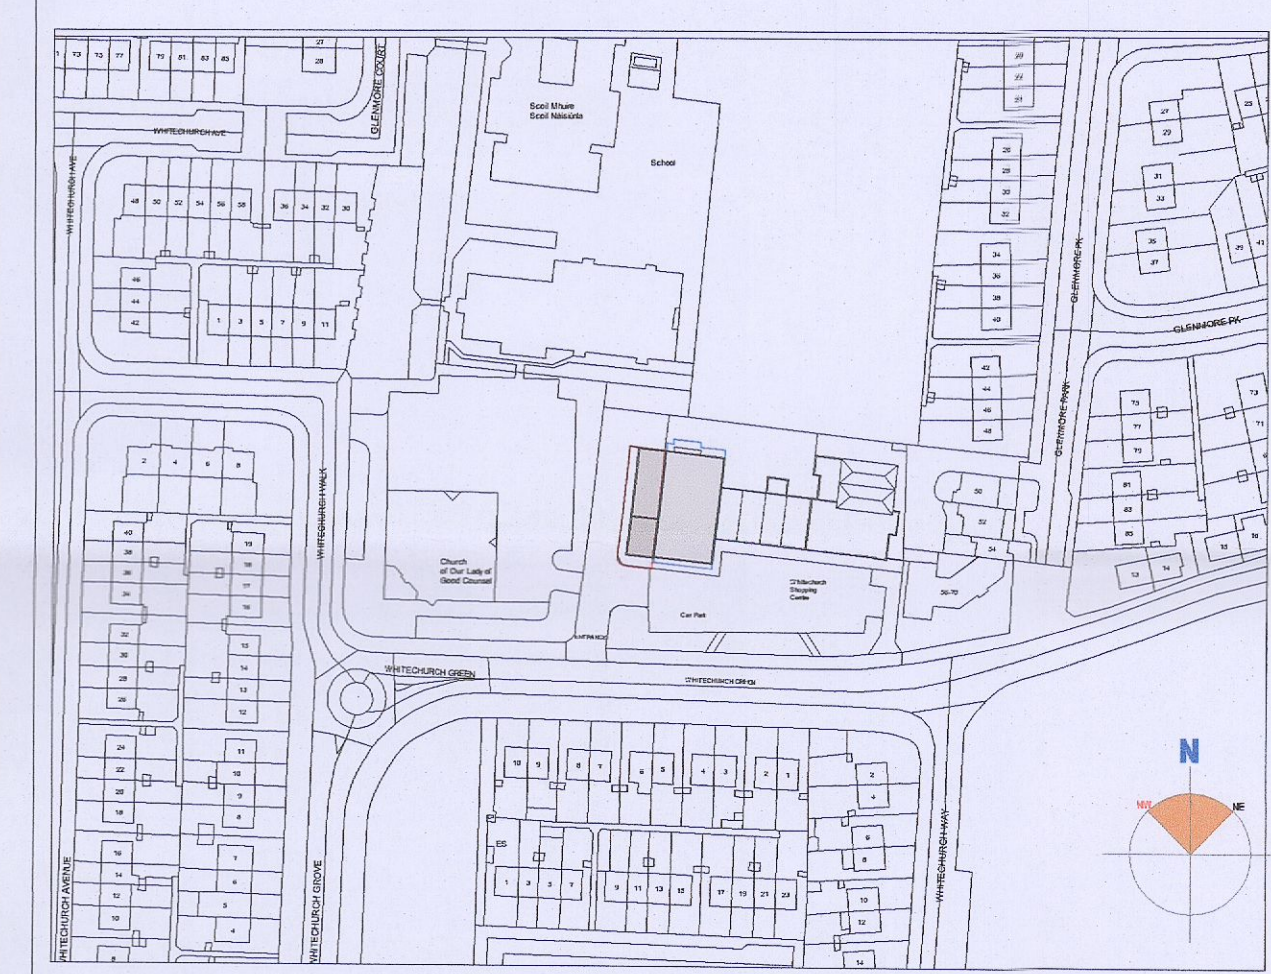 73 75 77
79 81 83 85
27
28
GLENMORE COURT
WHITECHURCH AVE
WHITECHURCH AVE
Scoil Mhuire
Scoil Náisiúnta
School
48 50 52 54 56 58
36 34 32 30
46
44
42
1 3 5 7 9 11
26
28
30
32
34
36
38
40
42
44
46
48
GLENMORE PK
GLENMORE PK
GLENMORE PARK
27
29
31
33
35
37
39 41
25
73
77
79
81
83
85
73
71
50
52
54
56-70
13 14
15 16
2 4 6 8
40
38
36
34
32
30
28
26
24
22
20
18
16
14
12
10
8
19
18
17
16
15
14
13
12
11
10
9
8
7
6
5
4
WHITECHURCH WALK
Church
of Our Lady of
Good Counsel
Whitechurch
Shopping
Centre
Car Park
ENTRANCE
WHITECHURCH GREEN
WHITECHURCH GREEN
10 9
8 7
6 5
4 3
2 1
2
4
6
8
10
12
14
ES
1 3 5 7
9 11 13 15
17 19 21 23
WHITECHURCH AVENUE
WHITECHURCH GROVE
WHITECHURCH WAY
N
NW
NE